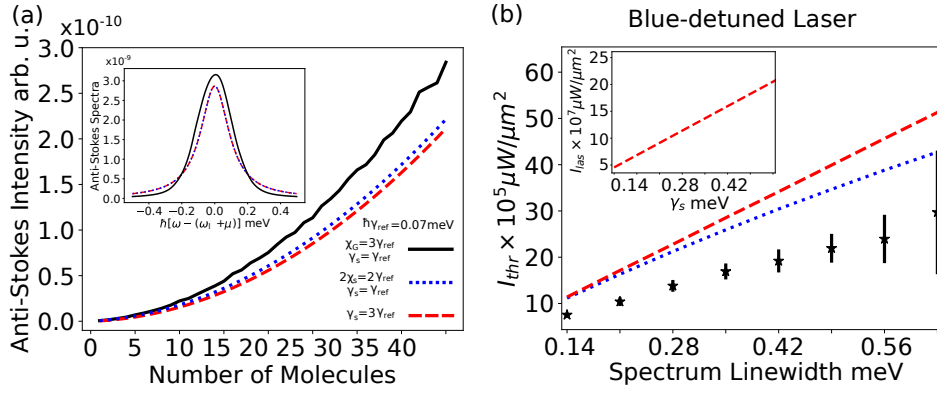 (a)
×10⁻¹⁰
Anti-Stokes Intensity arb. u.
3.0
2.5
2.0
1.5
1.0
0.5
0.0
0 5 10 15 20 25 30 35 40
Number of Molecules
×10⁻⁹
Anti-Stokes Spectra
3.0
2.5
2.0
1.5
1.0
0.5
0.0
−0.4 −0.2 0.0 0.2 0.4
ħ[ω − (ω_l + μ)] meV
ħγ_ref = 0.07meV
χ_G = 3γ_ref
γ_s = γ_ref
2χ_s = 2γ_ref
γ_s = γ_ref
γ_s = 3γ_ref
(b)
Blue-detuned Laser
I_thr × 10⁵μW/μm²
60
50
40
30
20
10
0.14 0.28 0.42 0.56
Spectrum Linewidth meV
I_las × 10⁷μW/μm²
25
20
15
10
5
0.14 0.28 0.42
γ_s meV